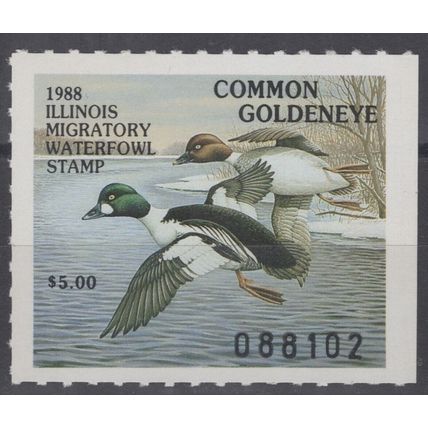 1988
ILLINOIS
MIGRATORY
WATERFOWL
STAMP
COMMON
GOLDENEYE
$5.00
088102